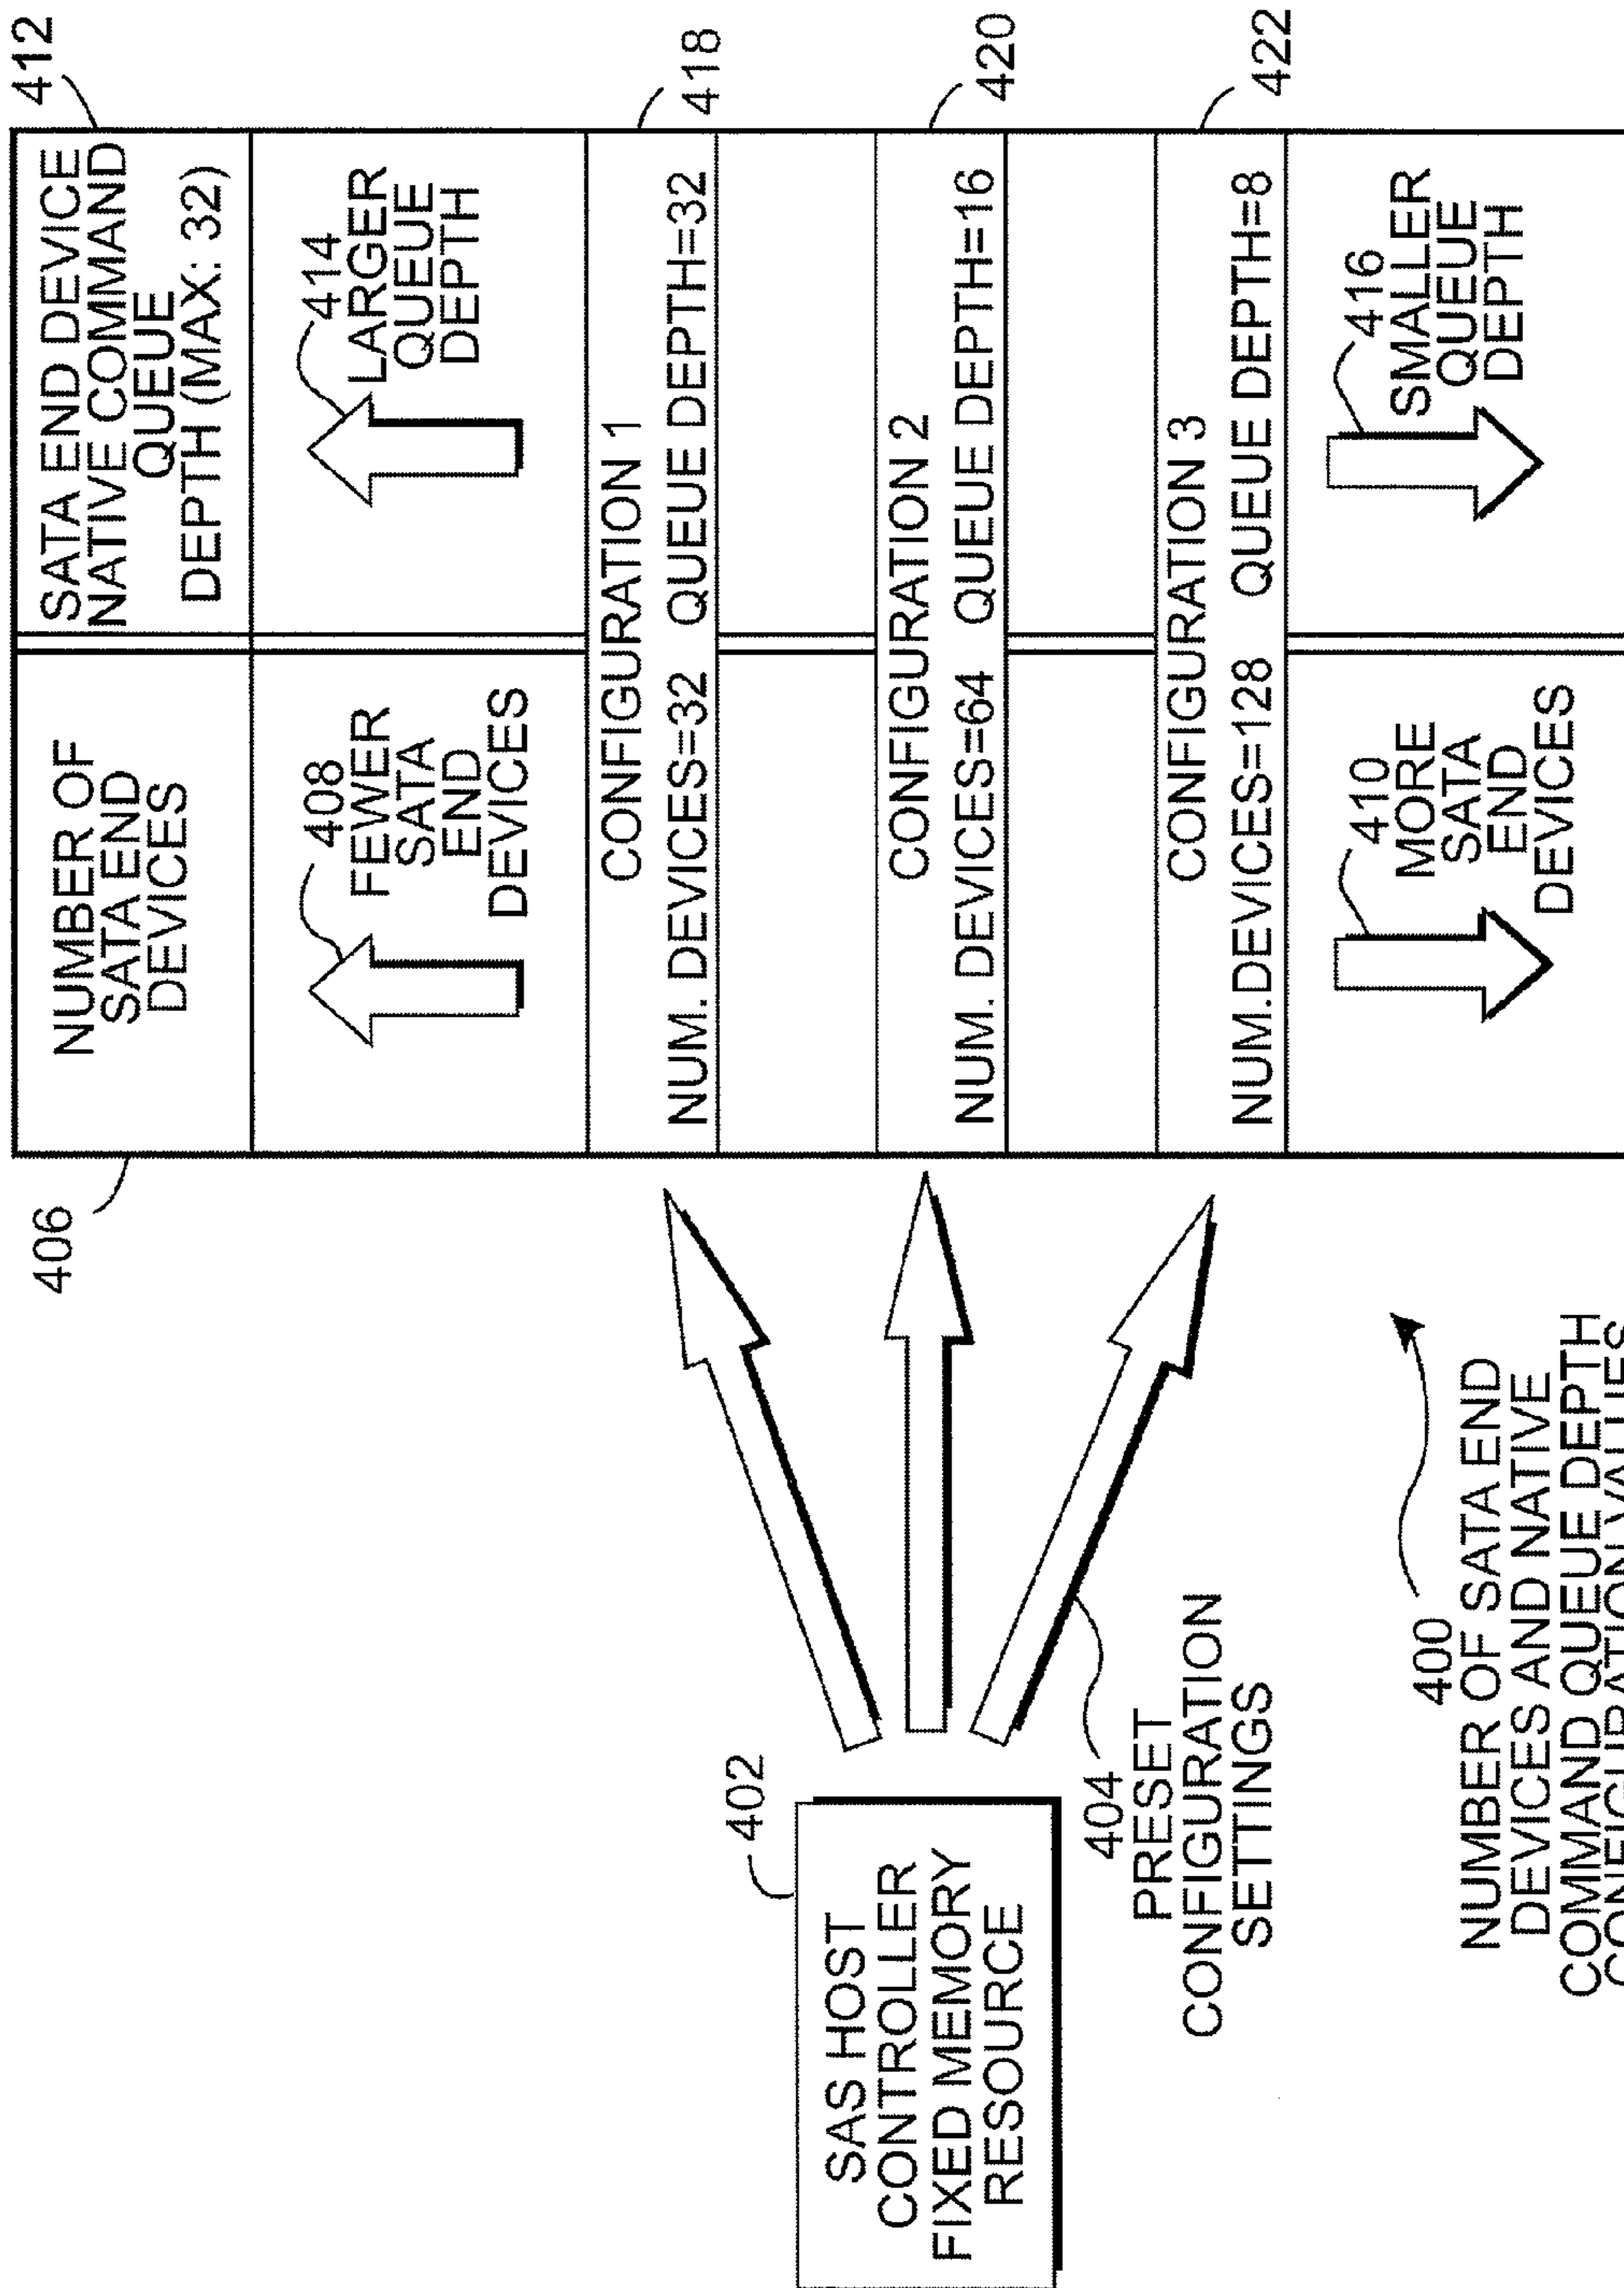 412
SATA END DEVICE
NATIVE COMMAND
QUEUE
DEPTH (MAX: 32)
406
NUMBER OF
SATA END
DEVICES
408
FEWER
SATA
END
DEVICES
414
LARGER
QUEUE
DEPTH
418
CONFIGURATION 1
NUM. DEVICES=32 QUEUE DEPTH=32
420
CONFIGURATION 2
NUM. DEVICES=64 QUEUE DEPTH=16
422
CONFIGURATION 3
NUM.DEVICES=128 QUEUE DEPTH=8
410
MORE
SATA
END
DEVICES
416
SMALLER
QUEUE
DEPTH
402
SAS HOST
CONTROLLER
FIXED MEMORY
RESOURCE
404
PRESET
CONFIGURATION
SETTINGS
400
NUMBER OF SATA END
DEVICES AND NATIVE
COMMAND QUEUE DEPTH
CONFIGURATION VALUES